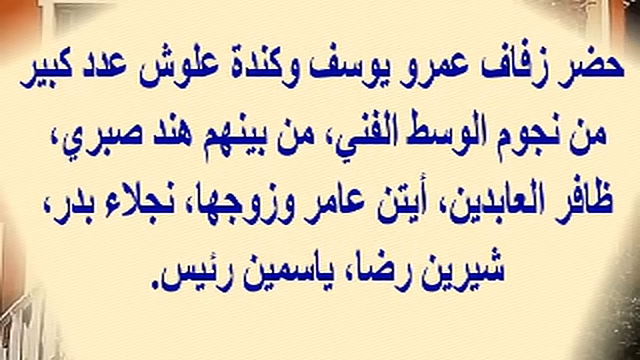 حضر زفاف عمرو يوسف وكندة علوش عدد كبير
من نجوم الوسط الفني، من بينهم هند صبري،
ظافر العابدين، أيتن عامر وزوجها، نجلاء بدر،
شيرين رضا، ياسمين رئيس.